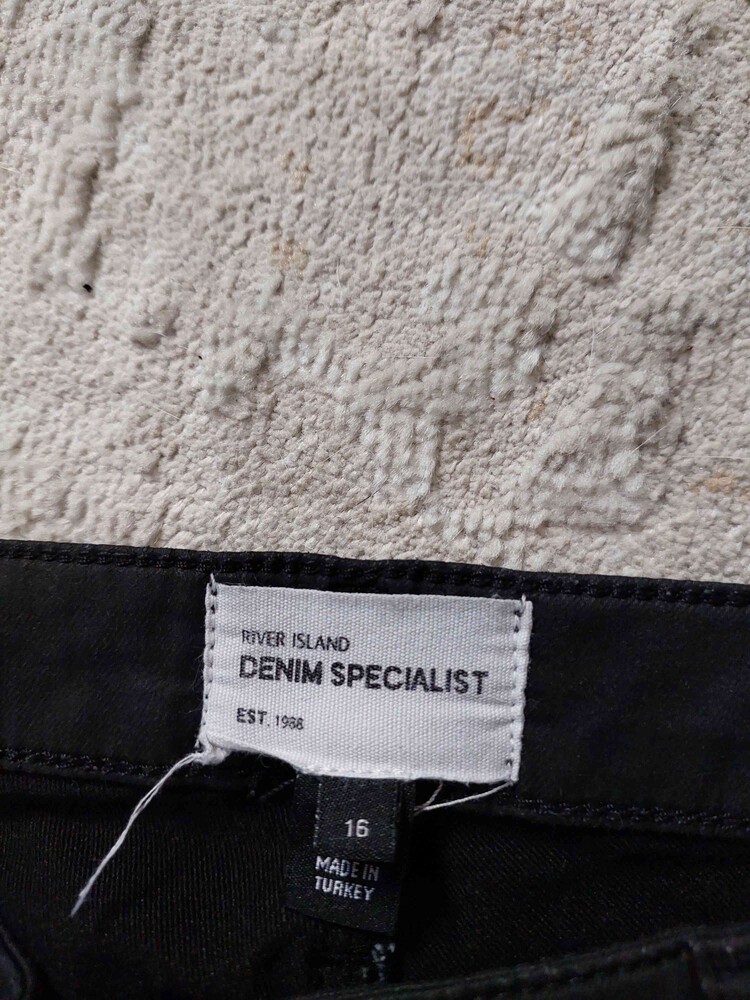 RIVER ISLAND
DENIM SPECIALIST
EST. 1988
16
MADE IN
TURKEY